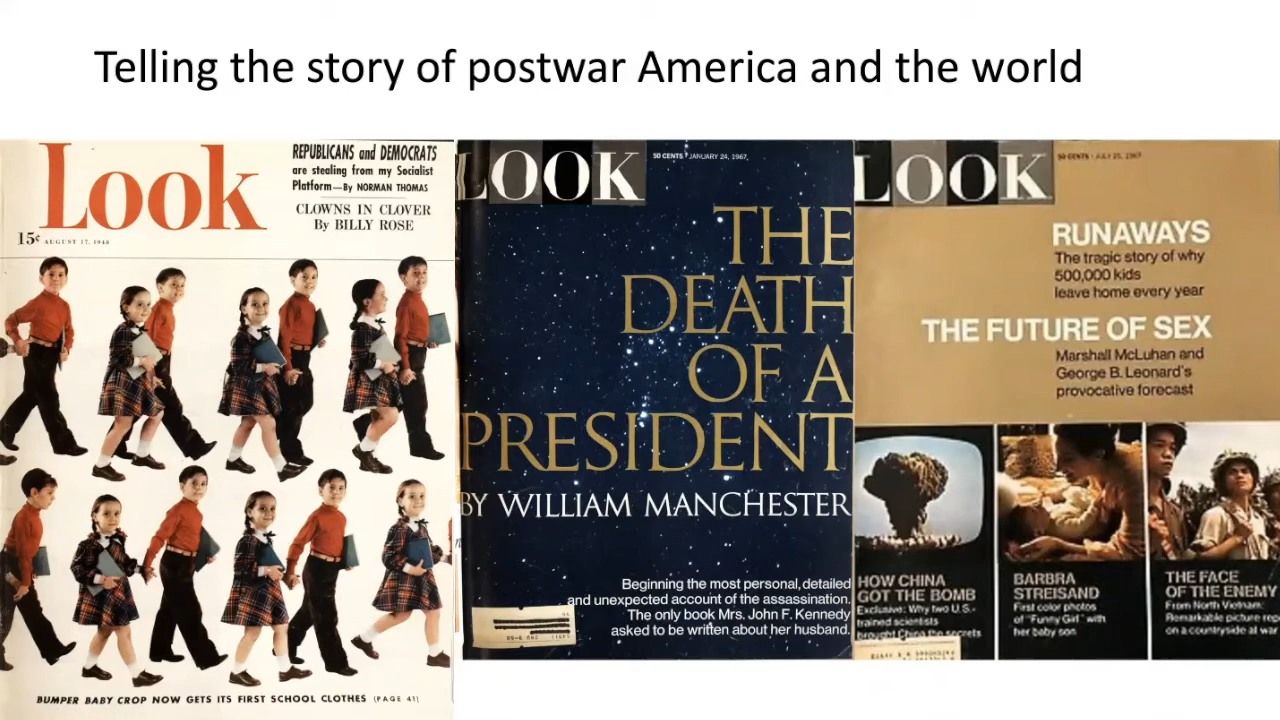 Telling the story of postwar America and the world
Look
REPUBLICANS and DEMOCRATS
are stealing from my Socialist
Platform—By NORMAN THOMAS
CLOWNS IN CLOVER
By BILLY ROSE
15¢ AUGUST 17, 1948
BUMPER BABY CROP NOW GETS ITS FIRST SCHOOL CLOTHES (PAGE 41)
LOOK
50 CENTS · JANUARY 24, 1967
THE
DEATH
OF A
PRESIDENT
BY WILLIAM MANCHESTER
Beginning the most personal, detailed
and unexpected account of the assassination.
The only book Mrs. John F. Kennedy
asked to be written about her husband.
LOOK
50 CENTS · JULY 25, 1967
RUNAWAYS
The tragic story of why
500,000 kids
leave home every year
THE FUTURE OF SEX
Marshall McLuhan and
George B. Leonard's
provocative forecast
HOW CHINA
GOT THE BOMB
Exclusive: Why two U.S.-
trained scientists
brought China the secrets
BARBRA
STREISAND
First color photos
of "Funny Girl" with
her baby son
THE FACE
OF THE ENEMY
From North Vietnam:
Remarkable picture rep
on a countryside at war